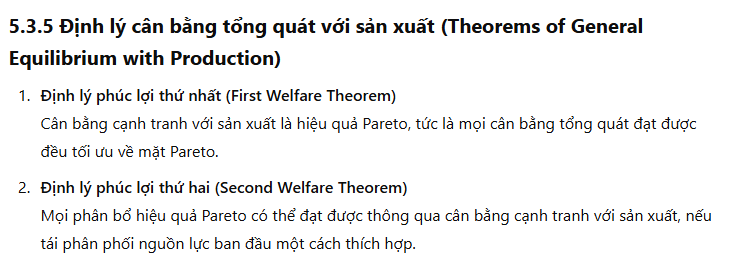 5.3.5 Định lý cân bằng tổng quát với sản xuất (Theorems of General
Equilibrium with Production)
1. Định lý phúc lợi thứ nhất (First Welfare Theorem)
Cân bằng cạnh tranh với sản xuất là hiệu quả Pareto, tức là mọi cân bằng tổng quát đạt được
đều tối ưu về mặt Pareto.
2. Định lý phúc lợi thứ hai (Second Welfare Theorem)
Mọi phân bổ hiệu quả Pareto có thể đạt được thông qua cân bằng cạnh tranh với sản xuất, nếu
tái phân phối nguồn lực ban đầu một cách thích hợp.